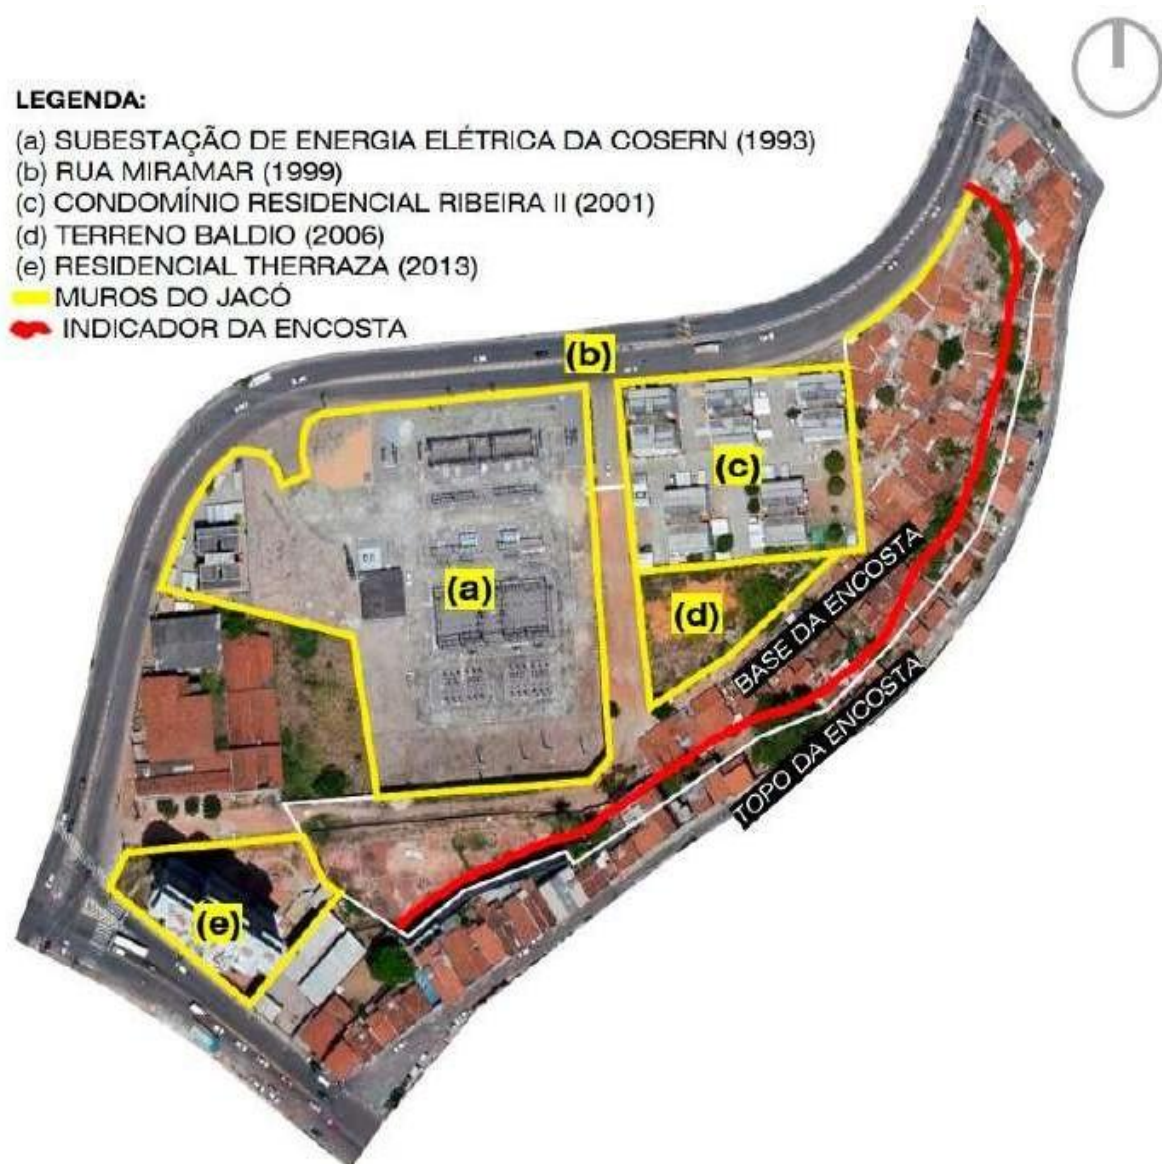 LEGENDA:
(a) SUBESTAÇÃO DE ENERGIA ELÉTRICA DA COSERN (1993)
(b) RUA MIRAMAR (1999)
(c) CONDOMÍNIO RESIDENCIAL RIBEIRA II (2001)
(d) TERRENO BALDIO (2006)
(e) RESIDENCIAL THERRAZA (2013)
MUROS DO JACÓ
INDICADOR DA ENCOSTA
(b)
(c)
(a)
(d)
BASE DA ENCOSTA
TOPO DA ENCOSTA
(e)